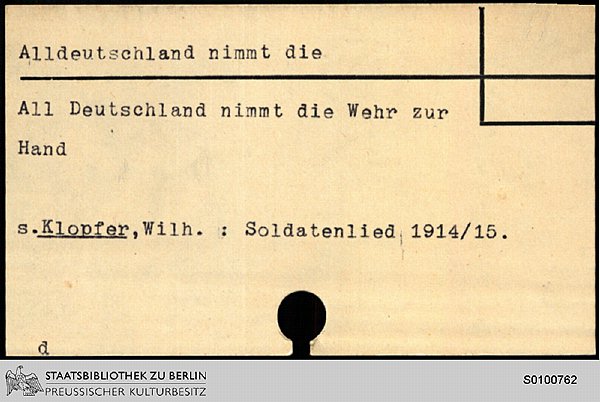 Alldeutschland nimmt die
All Deutschland nimmt die Wehr zur
Hand
s.Klopfer,Wilh. : Soldatenlied 1914/15.
d
STAATSBIBLIOTHEK ZU BERLIN
PREUSSISCHER KULTURBESITZ
S0100762